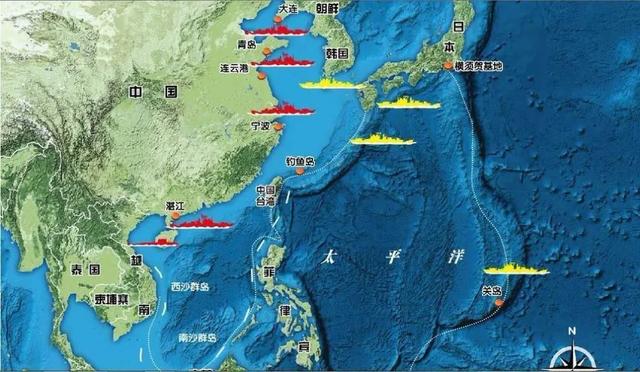 大连
朝鲜
日
本
青岛
韩国
连云港
横须贺基地
中国
宁波
钓鱼岛
中国
台湾
湛江
太平洋
越
南
泰国
菲
律
宾
西沙群岛
关岛
柬埔寨
南沙群岛
N